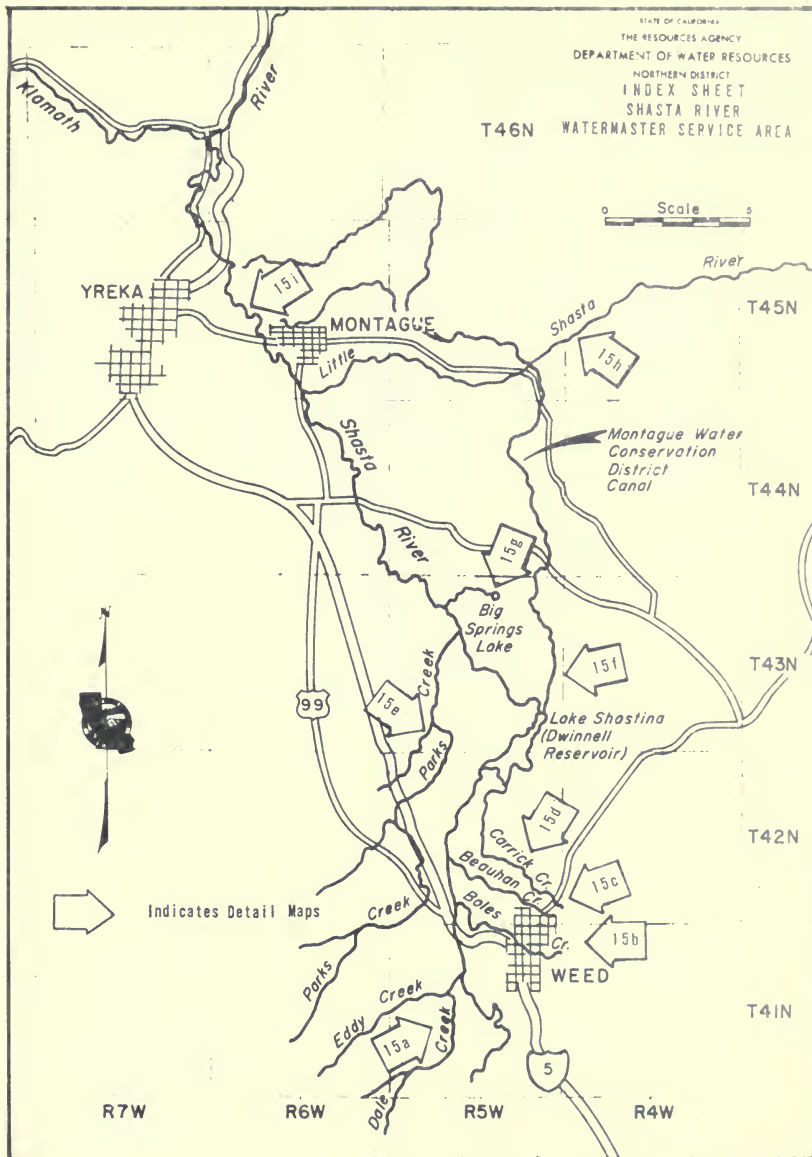 STATE OF CALIFORNIA
THE RESOURCES AGENCY
DEPARTMENT OF WATER RESOURCES
NORTHERN DISTRICT
INDEX SHEET
SHASTA RIVER
WATERMASTER SERVICE AREA
T46N
Klamath
River
0 Scale 5
YREKA
15i
MONTAGUE
Little
Shasta
River
T45N
15h
Shasta
River
Montague Water
Conservation
District
Canal
T44N
15g
Big
Springs
Lake
T43N
15f
Creek
99
15e
Parks
Lake Shastina
(Dwinnell
Reservoir)
N
T42N
15d
Carrick Cr.
Beauhan Cr.
15c
Boles
Cr.
15b
WEED
Indicates Detail Maps
Creek
Parks
Eddy Creek
15a
Creek
Dale
T41N
5
R7W
R6W
R5W
R4W